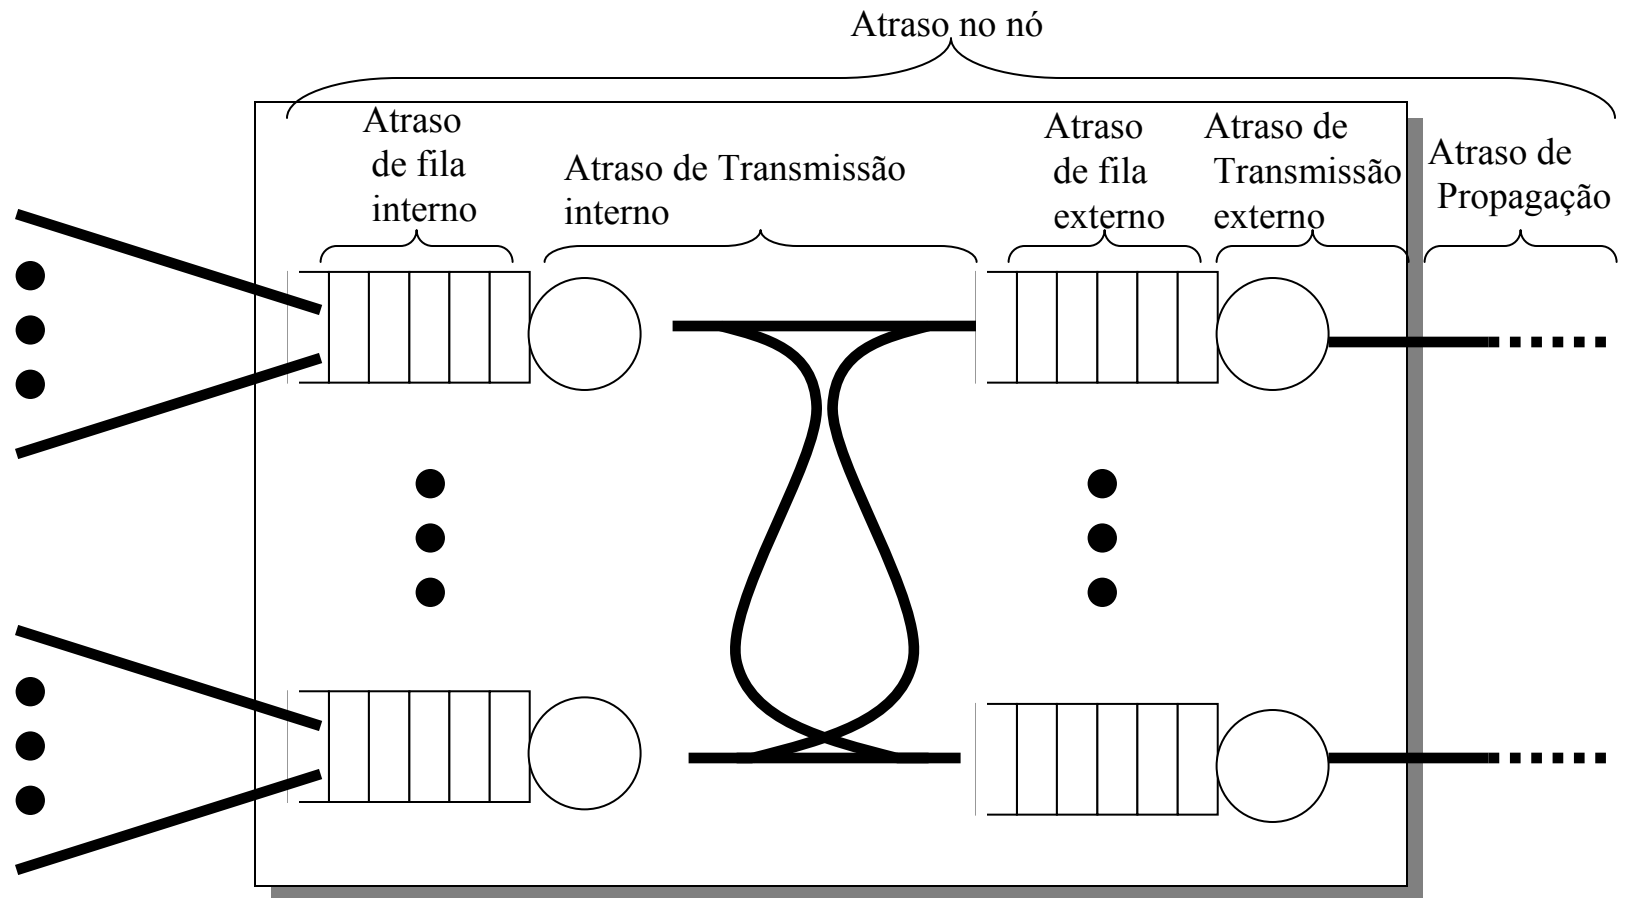 Atraso no nó
Atraso
de fila
interno
Atraso de Transmissão
interno
Atraso
de fila
externo
Atraso de
Transmissão
externo
Atraso de
Propagação